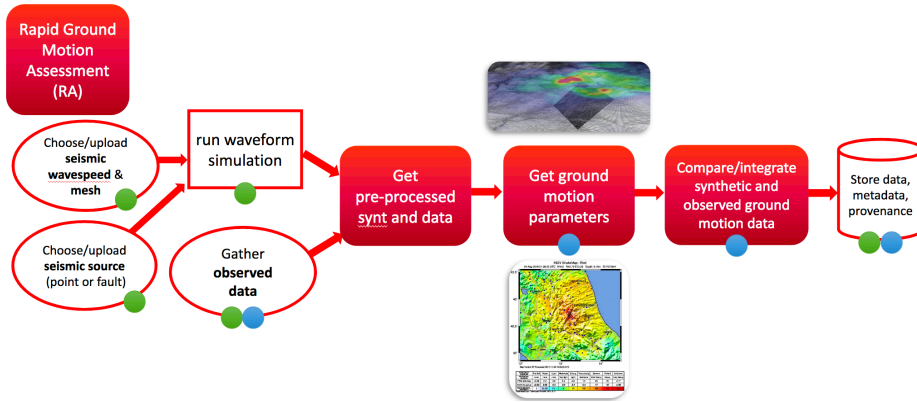 Rapid Ground
Motion
Assessment
(RA)
Choose/upload
seismic
wavespeed &
mesh
run waveform
simulation
Choose/upload
seismic source
(point or fault)
Gather
observed
data
Get
pre-processed
synt and data
Get ground
motion
parameters
Compare/integrate
synthetic and
observed ground
motion data
Store data,
metadata,
provenance